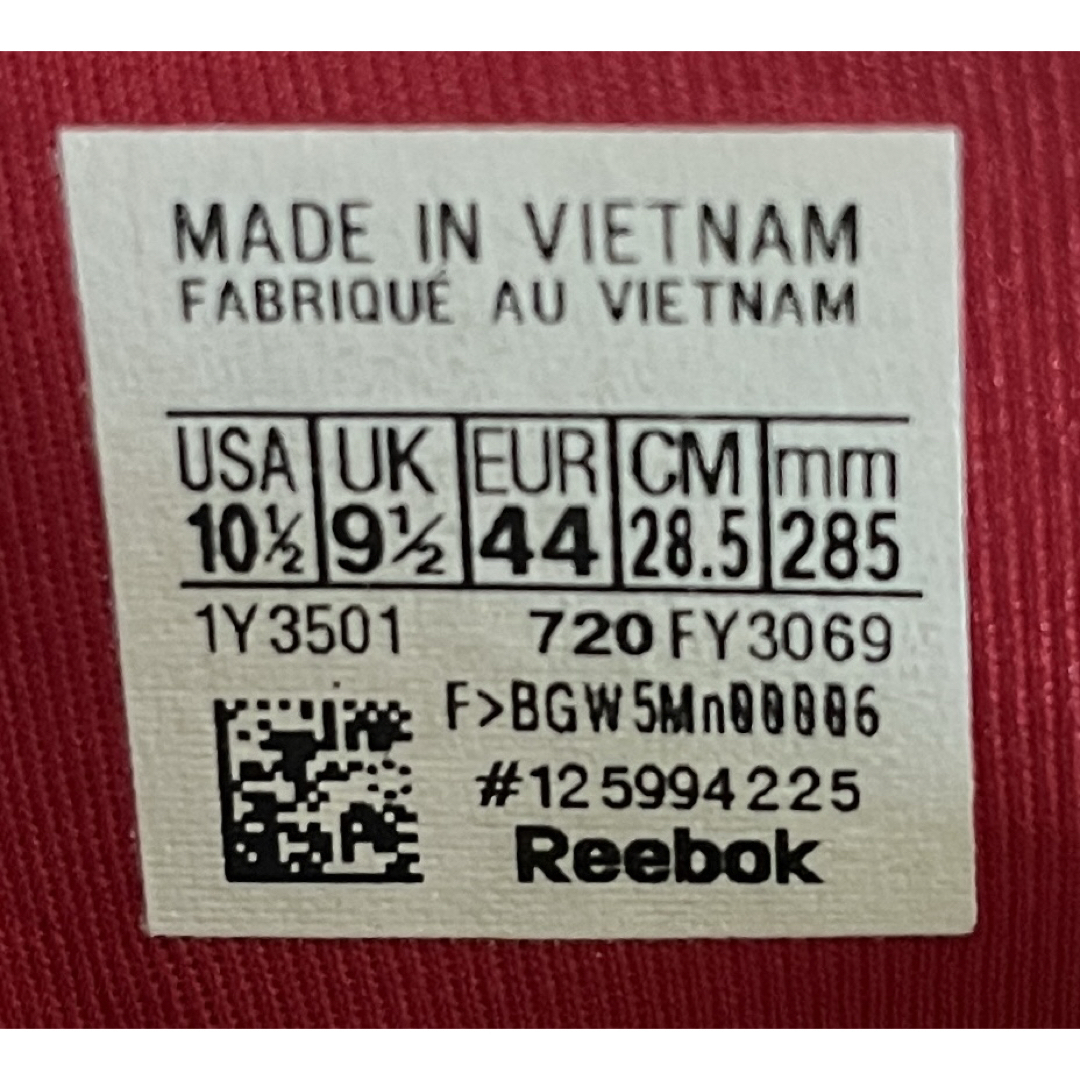 MADE IN VIETNAM
FABRIQUÉ AU VIETNAM
USA UK EUR CM mm
10½ 9½ 44 28.5 285
1Y3501 720 FY3069
F>BGW5Mn00006
#125994225
Reebok